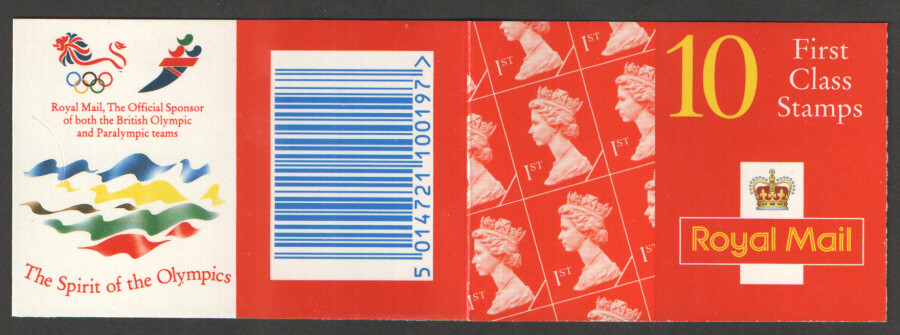 Royal Mail, The Official Sponsor
of both the British Olympic
and Paralympic teams
The Spirit of the Olympics
5 014721 100197 >
1ST
1ST
1ST
1ST
1ST
1ST
10
First
Class
Stamps
Royal Mail